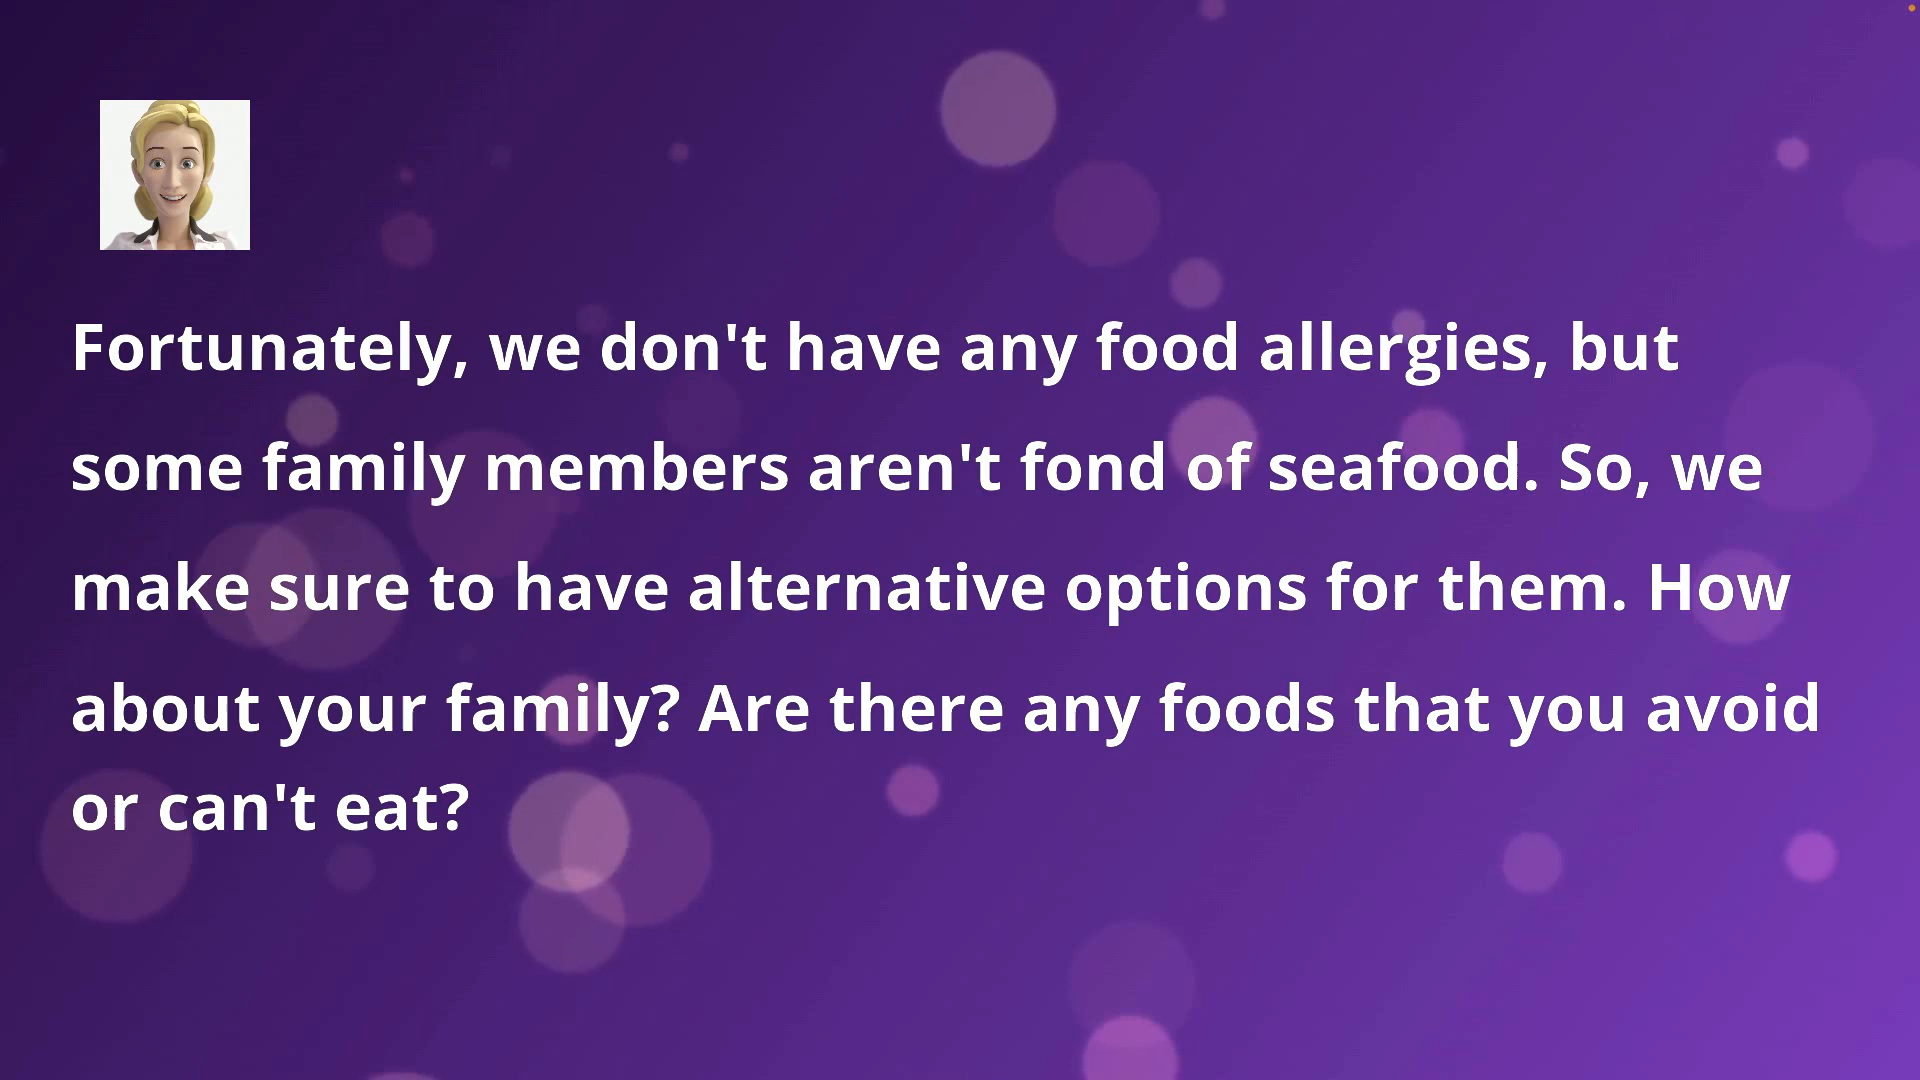 Fortunately, we don't have any food allergies, but
some family members aren't fond of seafood. So, we
make sure to have alternative options for them. How
about your family? Are there any foods that you avoid
or can't eat?